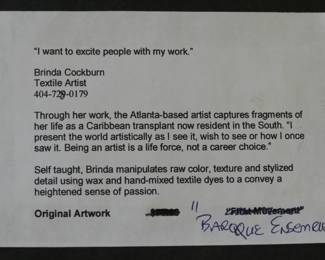 "I want to excite people with my work."
Brinda Cockburn
Textile Artist
404-729-0179
Through her work, the Atlanta-based artist captures fragments of
her life as a Caribbean transplant now resident in the South. "I
present the world artistically as I see it, wish to see or how I once
saw it. Being an artist is a life force, not a career choice."
Self taught, Brinda manipulates raw color, texture and stylized
detail using wax and hand-mixed textile dyes to a convey a
heightened sense of passion.
Original Artwork "
BAROQUE ENSEMBLE